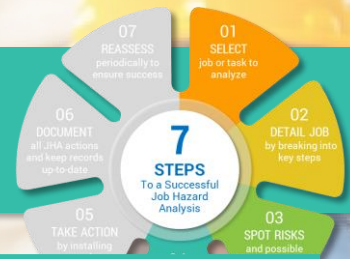 7
STEPS
To a Successful
Job Hazard
Analysis
01
SELECT
job or task to
analyze
02
DETAIL JOB
by breaking into
key steps
03
SPOT RISKS
and possible
05
TAKE ACTION
by installing
06
DOCUMENT
all JHA actions
and keep records
up-to-date
07
REASSESS
periodically to
ensure success